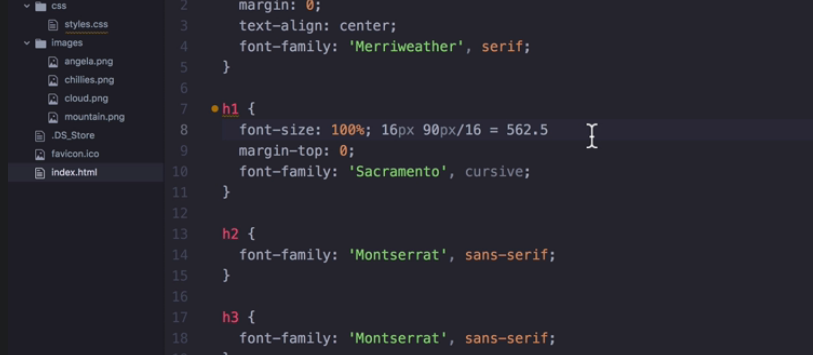 css
styles.css
images
angela.png
chillies.png
cloud.png
mountain.png
.DS_Store
favicon.ico
index.html
2 margin: 0;
3 text-align: center;
4 font-family: 'Merriweather', serif;
5 }
6
7 h1 {
8 font-size: 100%; 16px 90px/16 = 562.5
9 margin-top: 0;
10 font-family: 'Sacramento', cursive;
11 }
12
13 h2 {
14 font-family: 'Montserrat', sans-serif;
15 }
16
17 h3 {
18 font-family: 'Montserrat', sans-serif;